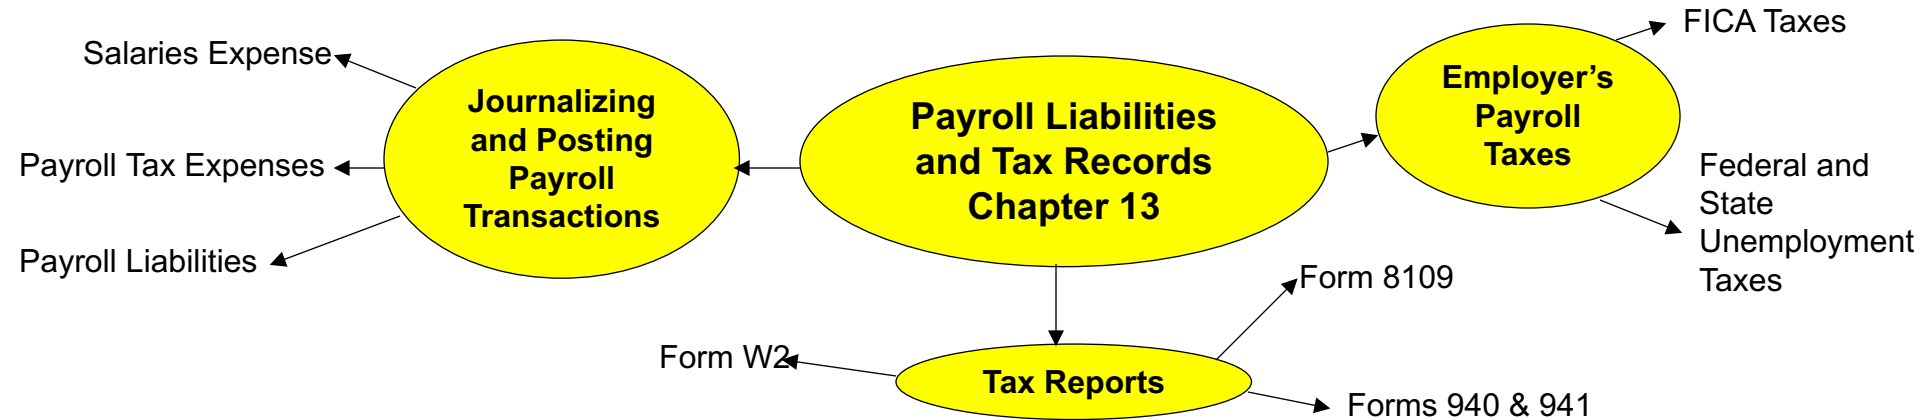 Salaries Expense
Payroll Tax Expenses
Payroll Liabilities
Journalizing
and Posting
Payroll
Transactions
Payroll Liabilities
and Tax Records
Chapter 13
Employer’s
Payroll
Taxes
FICA Taxes
Federal and
State
Unemployment
Taxes
Form W2
Tax Reports
Form 8109
Forms 940 & 941